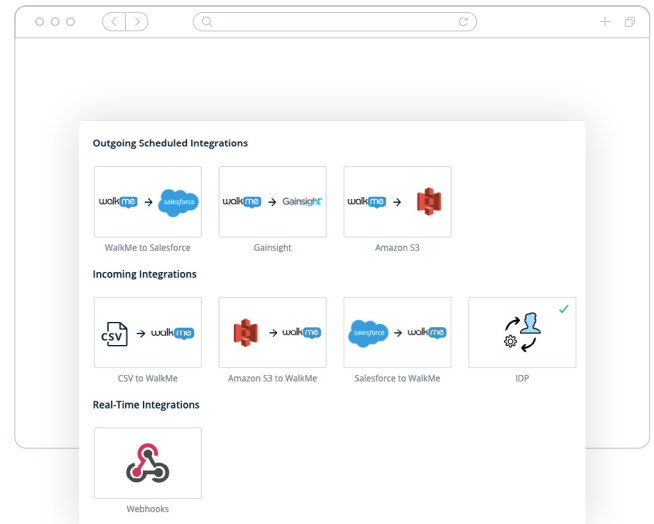 Outgoing Scheduled Integrations
walkme → salesforce
walkme → Gainsight
walkme →
WalkMe to Salesforce
Gainsight
Amazon S3
Incoming Integrations
CSV → walkme
→ walkme
salesforce → walkme
CSV to WalkMe
Amazon S3 to WalkMe
Salesforce to WalkMe
IDP
Real-Time Integrations
Webhooks